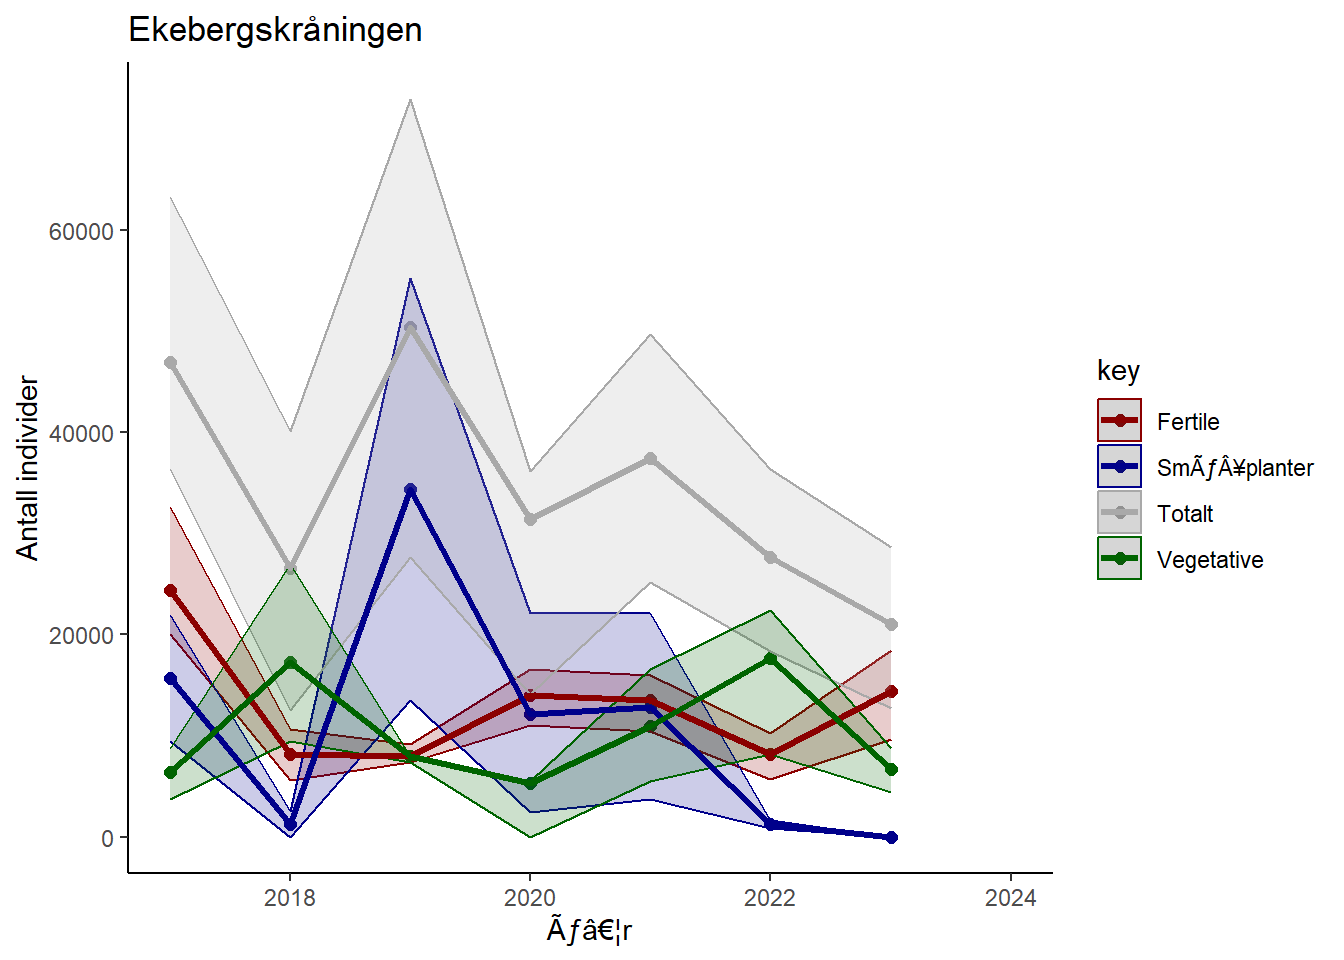 Ekebergskråningen
Antall individer
60000
40000
20000
0
2018 2020 2022 2024
Ãƒâ€¦r
key
Fertile
SmÃƒÂ¥planter
Totalt
Vegetative